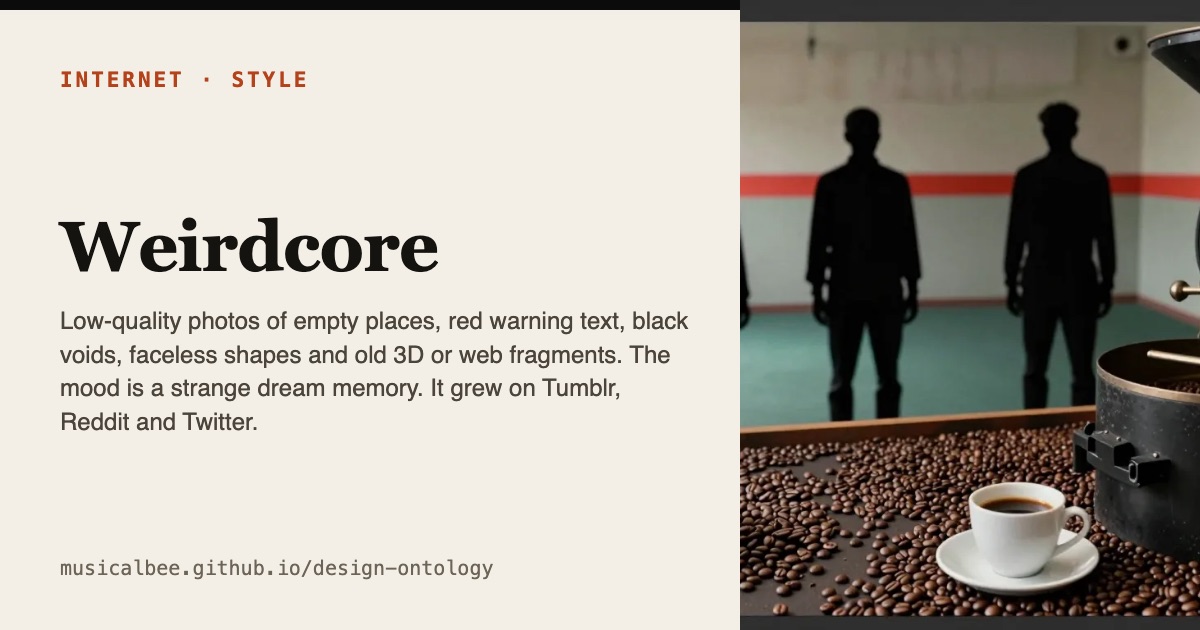 INTERNET · STYLE
Weirdcore
Low-quality photos of empty places, red warning text, black
voids, faceless shapes and old 3D or web fragments. The
mood is a strange dream memory. It grew on Tumblr,
Reddit and Twitter.
musicalbee.github.io/design-ontology